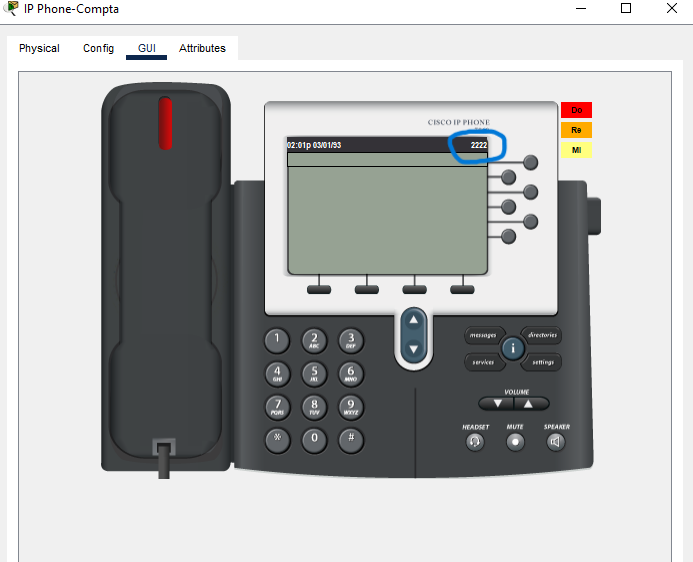 IP Phone-Compta
Physical Config GUI Attributes
CISCO IP PHONE
Do
Re
MI
02:01p 03/01/93 2222
messages directories
i
services settings
1 2 ABC 3 DEF
4 GHI 5 JKL 6 MNO
7 PQRS 8 TUV 9 WXYZ
* 0 #
VOLUME
HEADSET MUTE SPEAKER